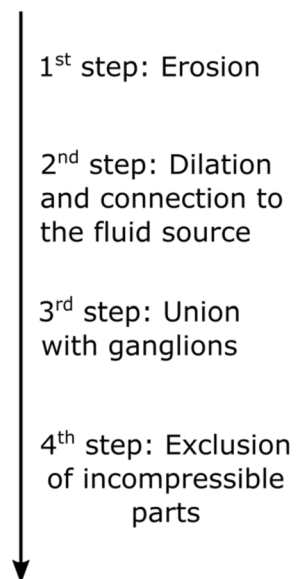 1st step: Erosion
2nd step: Dilation
and connection to
the fluid source
3rd step: Union
with ganglions
4th step: Exclusion
of incompressible
parts